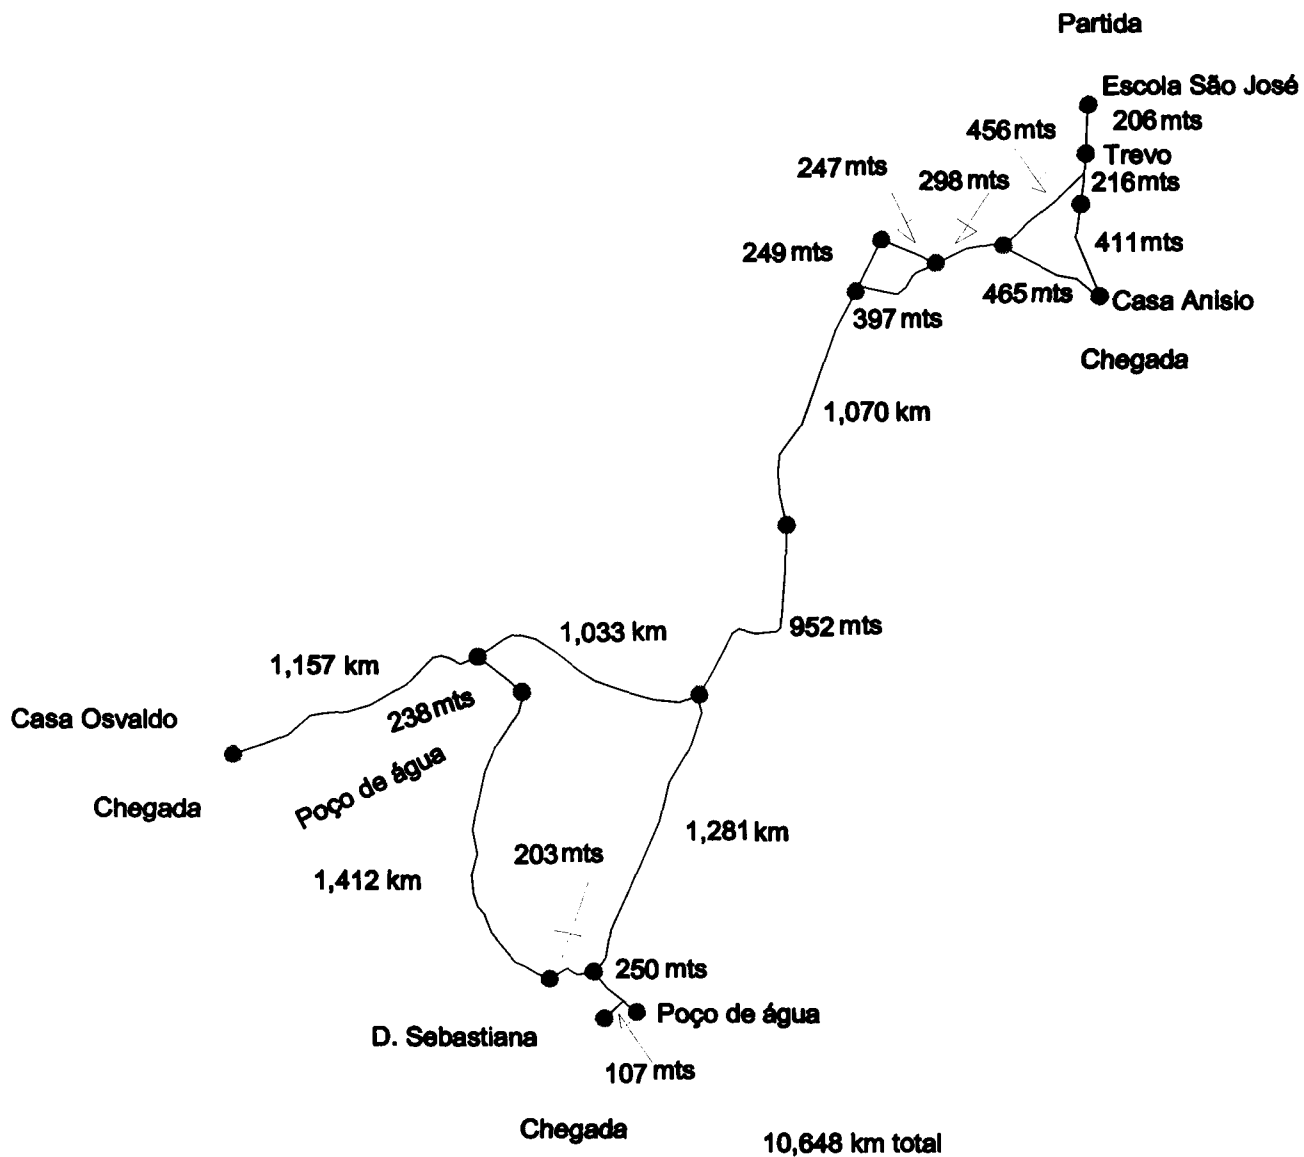 Partida
Escola São José
206 mts
456 mts
Trevo
247 mts
298 mts
216 mts
249 mts
411 mts
465 mts
Casa Anisio
397 mts
Chegada
1,070 km
952 mts
1,033 km
1,157 km
238 mts
Casa Osvaldo
Poço de água
Chegada
1,281 km
203 mts
1,412 km
250 mts
Poço de água
D. Sebastiana
107 mts
Chegada
10,648 km total